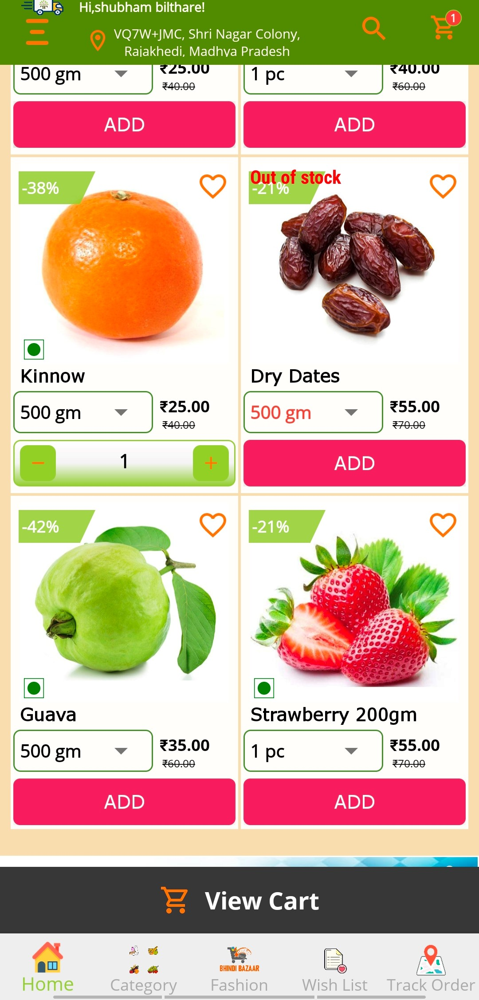 Hi,shubham bilthare!
VQ7W+JMC, Shri Nagar Colony,
Rajakhedi, Madhya Pradesh
1
500 gm
₹25.00
₹40.00
1 pc
₹40.00
₹60.00
ADD
ADD
-38%
Out of stock
-21%
Kinnow
Dry Dates
500 gm
₹25.00
₹40.00
500 gm
₹55.00
₹70.00
1
ADD
-42%
-21%
Guava
Strawberry 200gm
500 gm
₹35.00
₹60.00
1 pc
₹55.00
₹70.00
ADD
ADD
View Cart
BHINDI BAZAAR
Home
Category
Fashion
Wish List
Track Order